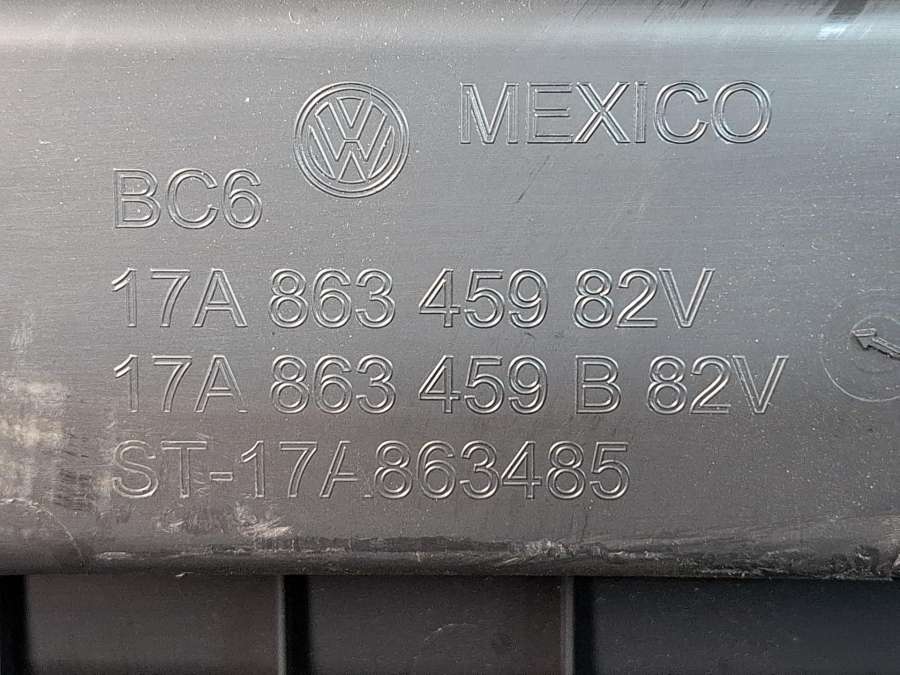 MEXICO
BC6
17A 863 459 82V
17A 863 459 B 82V
ST-17A863485